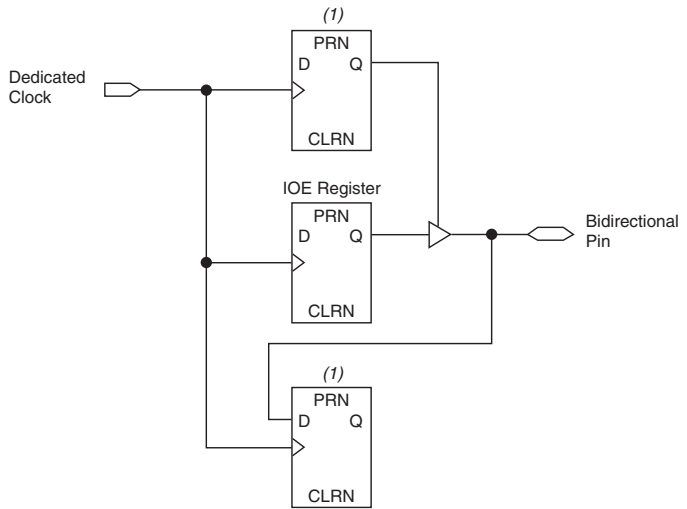 (1)
PRN
D Q
CLRN
Dedicated
Clock
IOE Register
PRN
D Q
CLRN
Bidirectional
Pin
(1)
PRN
D Q
CLRN